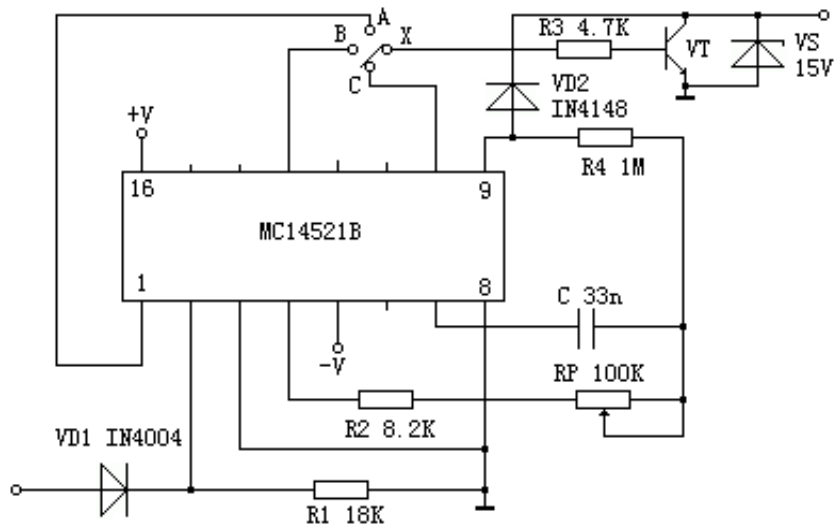 A
B
X
C
R3 4.7K
VT
VS
15V
VD2
IN4148
+V
R4 1M
16
9
MC14521B
1
8
C 33n
-V
RP 100K
R2 8.2K
VD1 IN4004
R1 18K